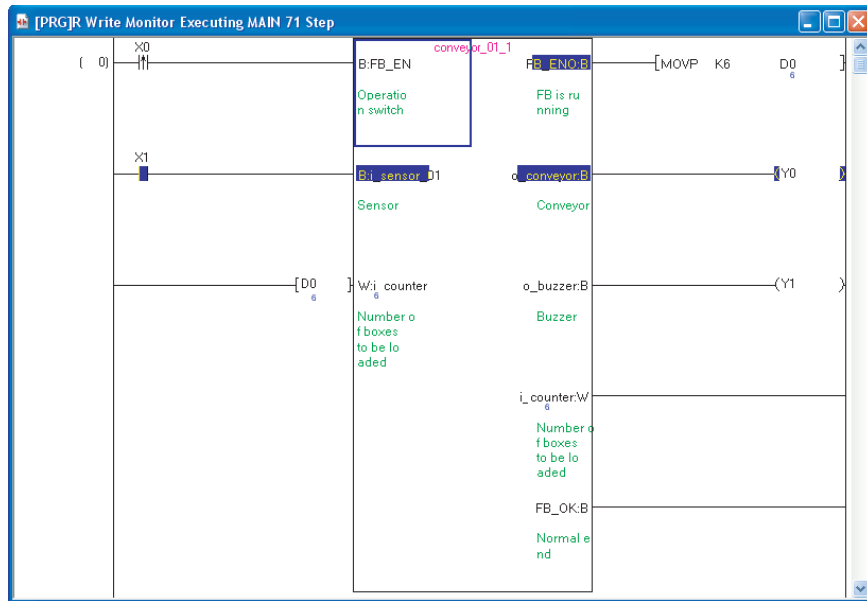 [PRG]R Write Monitor Executing MAIN 71 Step
conveyor_01_1
X0
( 0)
B:FB_EN
FB_ENO:B
[MOVP K6 D0 ]
6
Operatio
n switch
FB is ru
nning
X1
B:i_sensor_01
o_conveyor:B
(Y0 )
Sensor
Conveyor
[D0 ]
6
W:i_counter
6
o_buzzer:B
(Y1 )
Number o
f boxes
to be lo
aded
Buzzer
i_counter:W
6
Number o
f boxes
to be lo
aded
FB_OK:B
Normal e
nd